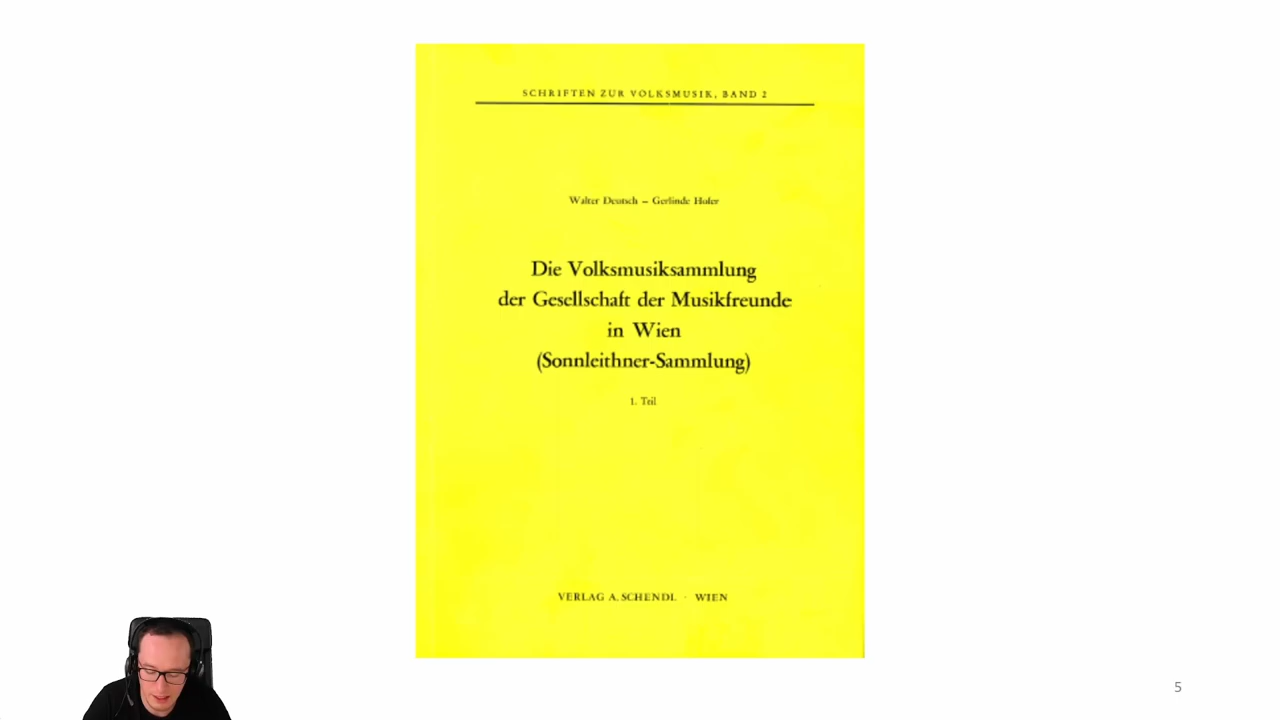 SCHRIFTEN ZUR VOLKSMUSIK, BAND 2
Walter Deutsch – Gerlinde Hofer
Die Volksmusiksammlung
der Gesellschaft der Musikfreunde
in Wien
(Sonnleithner-Sammlung)
1. Teil
VERLAG A. SCHENDL · WIEN
5